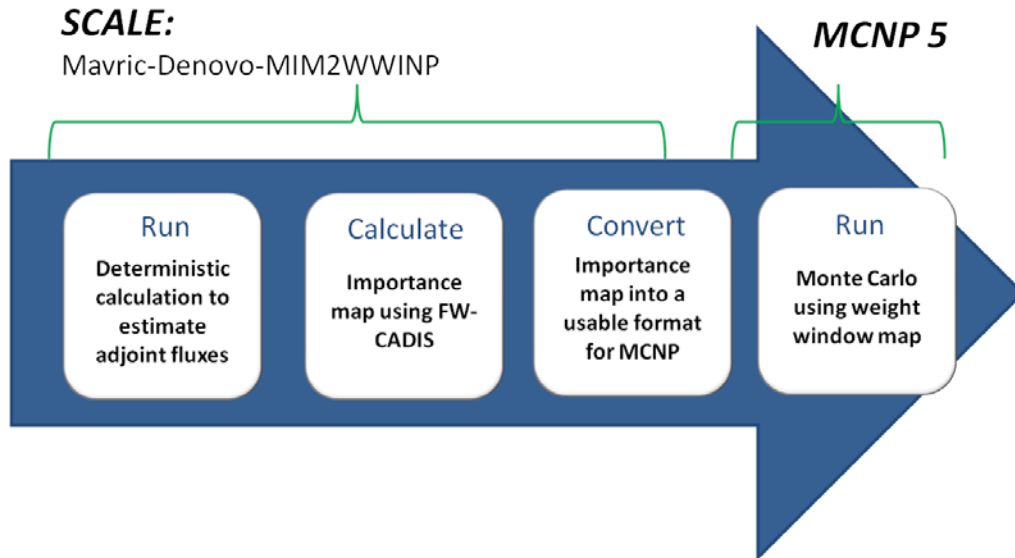 SCALE:
Mavric-Denovo-MIM2WWINP
MCNP 5
Run
Deterministic
calculation to
estimate
adjoint fluxes
Calculate
Importance
map using FW-
CADIS
Convert
Importance
map into a
usable format
for MCNP
Run
Monte Carlo
using weight
window map